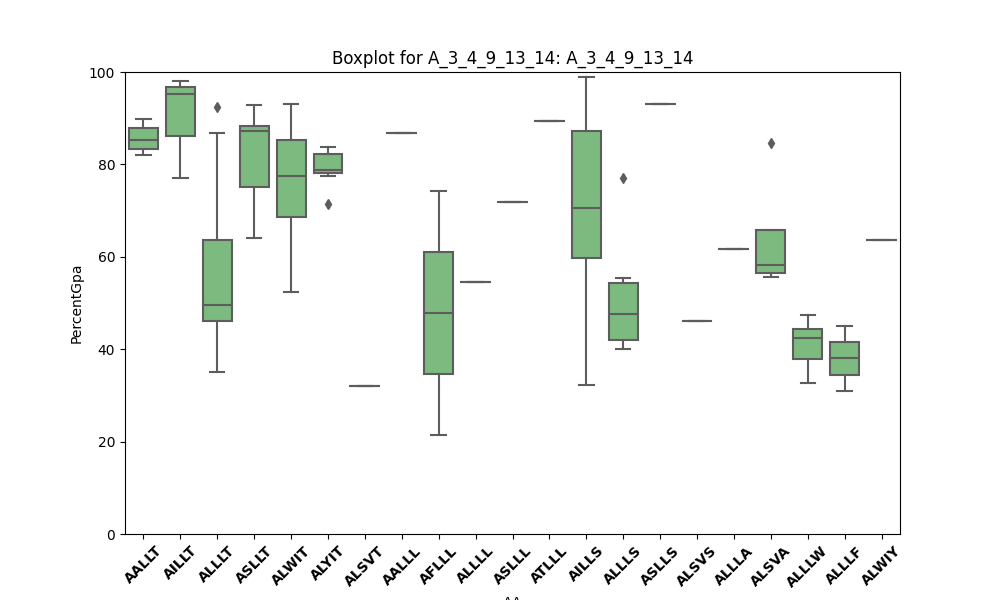 Boxplot for A_3_4_9_13_14: A_3_4_9_13_14
100
80
60
40
20
0
PercentGpa
AALLT
AILLT
ALLLT
ASLLT
ALWIT
ALYIT
ALSVT
AALLL
AFLLL
ALLLL
ASLLL
ATLLL
AILLS
ALLLS
ASLLS
ALSVS
ALLLA
ALSVA
ALLLW
ALLLF
ALWIY